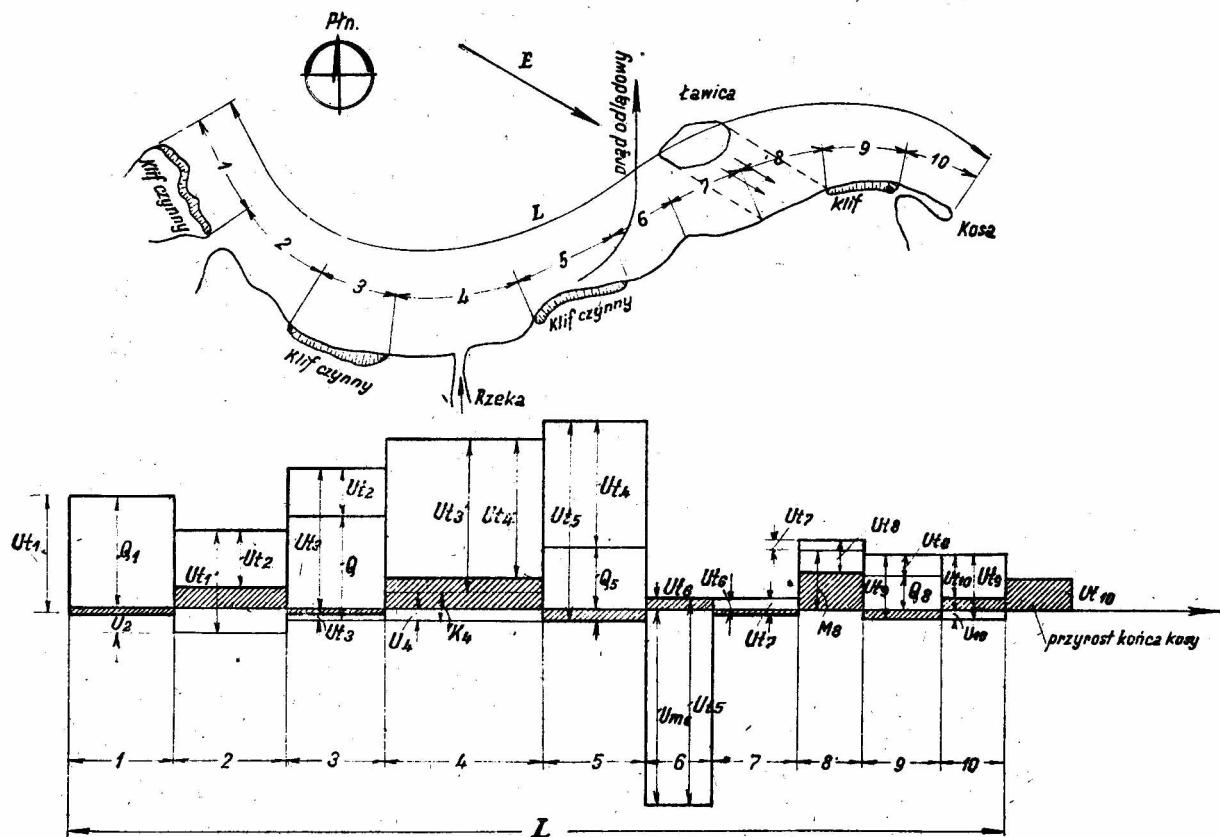 Płn.
E
prąd odlądowy
Ławica
Klif czynny
1
2
3
4
5
6
7
8
9
10
L
Klif
Kosa
Klif czynny
Klif czynny
Rzeka
Ut1
Q1
U2
Ut1
Ut2
Ut3
Ut2
Q
Ut3
Ut3
Ut4
U4
K4
Ut5
Ut4
Q5
Ut6
Ut5
Ut6
Ut7
Ut7
Ut8
M8
Ut9
Q8
Ut10
Ut9
U10
Ut10
przyrost końca kosy
1
2
3
4
5
6
7
8
9
10
L